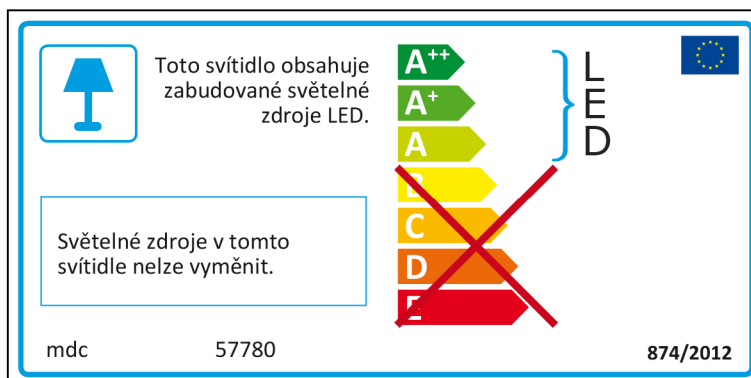 Toto svítidlo obsahuje
zabudované světelné
zdroje LED.
A++
A+
A
B
C
D
E
L
E
D
Světelné zdroje v tomto
svítidle nelze vyměnit.
mdc 57780
874/2012